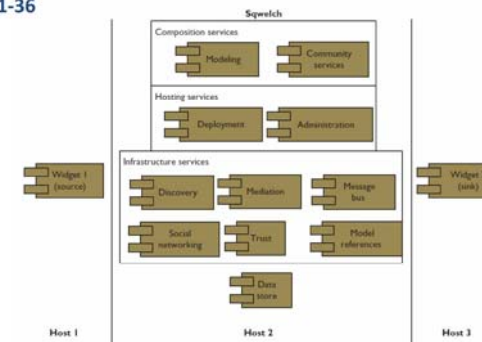 1-36
Sqwelch
Composition services
Modeling
Community
services
Hosting services
Deployment
Administration
Infrastructure services
Widget 1
(source)
Widget
(sink)
Discovery
Mediation
Message
bus
Social
networking
Trust
Model
references
Data
store
Host 1
Host 2
Host 3